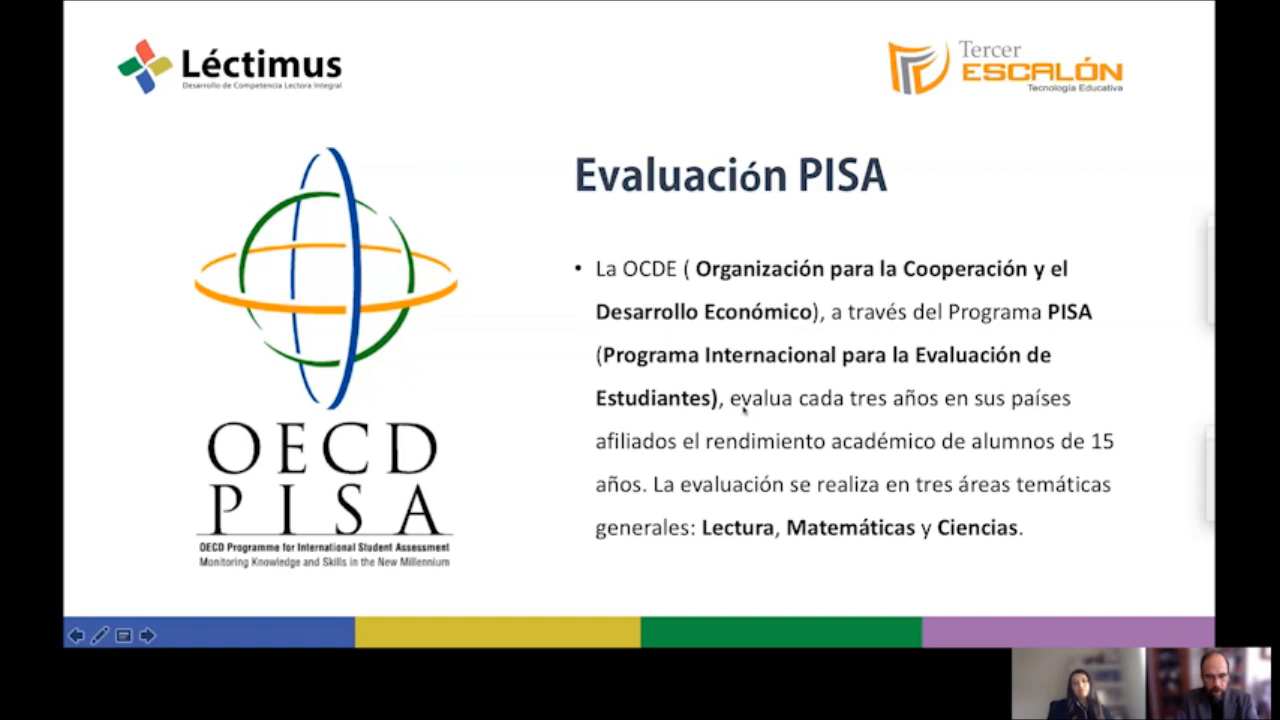 Léctimus
Desarrollo de Competencia Lectora Integral
Tercer
ESCALÓN
Tecnología Educativa
Evaluación PISA
• La OCDE ( Organización para la Cooperación y el
Desarrollo Económico), a través del Programa PISA
(Programa Internacional para la Evaluación de
Estudiantes), evalua cada tres años en sus países
afiliados el rendimiento académico de alumnos de 15
años. La evaluación se realiza en tres áreas temáticas
generales: Lectura, Matemáticas y Ciencias.
OECD
PISA
OECD Programme for International Student Assessment
Monitoring Knowledge and Skills in the New Millennium